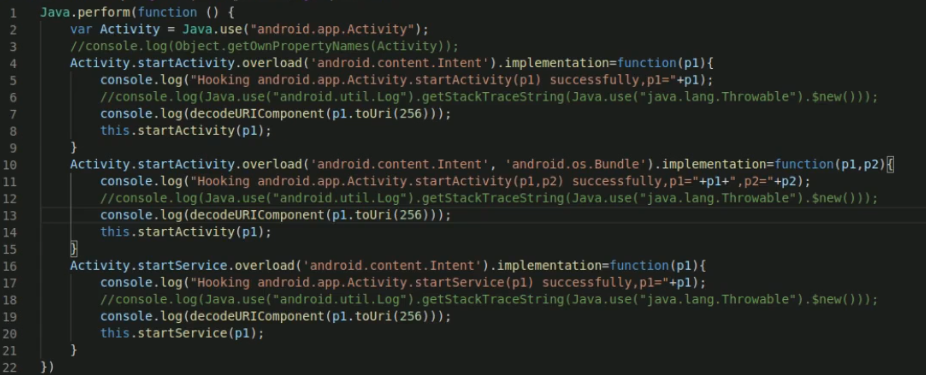 1 Java.perform(function () {
2 var Activity = Java.use("android.app.Activity");
3 //console.log(Object.getOwnPropertyNames(Activity));
4 Activity.startActivity.overload('android.content.Intent').implementation=function(p1){
5 console.log("Hooking android.app.Activity.startActivity(p1) successfully,p1="+p1);
6 //console.log(Java.use("android.util.Log").getStackTraceString(Java.use("java.lang.Throwable").$new()));
7 console.log(decodeURIComponent(p1.toUri(256)));
8 this.startActivity(p1);
9 }
10 Activity.startActivity.overload('android.content.Intent', 'android.os.Bundle').implementation=function(p1,p2){
11 console.log("Hooking android.app.Activity.startActivity(p1,p2) successfully,p1="+p1+",p2="+p2);
12 //console.log(Java.use("android.util.Log").getStackTraceString(Java.use("java.lang.Throwable").$new()));
13 console.log(decodeURIComponent(p1.toUri(256)));
14 this.startActivity(p1);
15 }
16 Activity.startService.overload('android.content.Intent').implementation=function(p1){
17 console.log("Hooking android.app.Activity.startService(p1) successfully,p1="+p1);
18 //console.log(Java.use("android.util.Log").getStackTraceString(Java.use("java.lang.Throwable").$new()));
19 console.log(decodeURIComponent(p1.toUri(256)));
20 this.startService(p1);
21 }
22 })